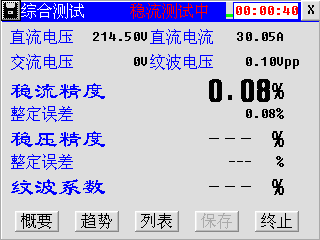 综合测试 稳流测试中 00:00:40 X
直流电压 214.50V 直流电流 30.05A
交流电压 0V 纹波电压 0.10Vpp
稳流精度 0.08%
整定误差 0.08%
稳压精度 --- %
整定误差 --- %
纹波系数 --- %
概要 趋势 列表 保存 终止